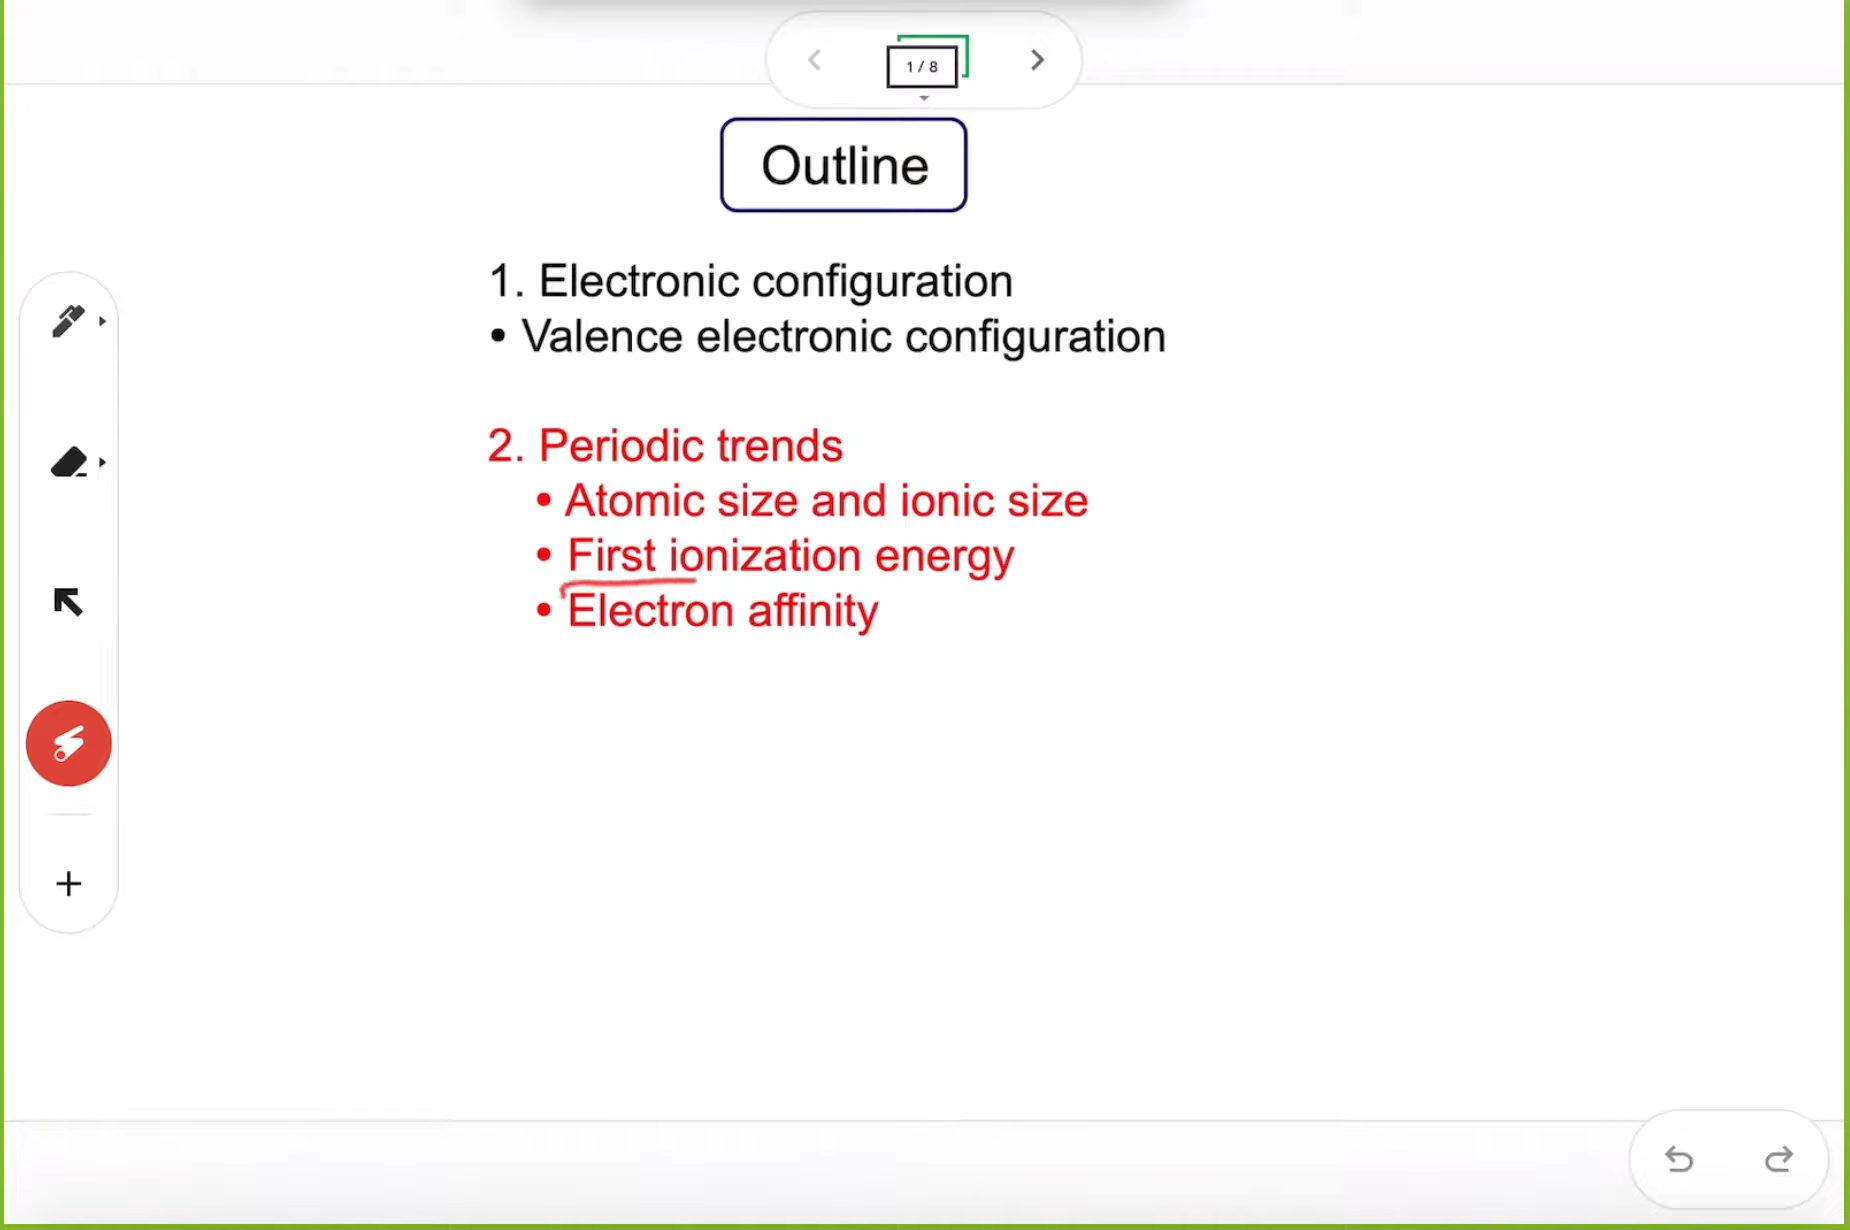 1 / 8
Outline
1. Electronic configuration
• Valence electronic configuration
2. Periodic trends
• Atomic size and ionic size
• First ionization energy
• Electron affinity